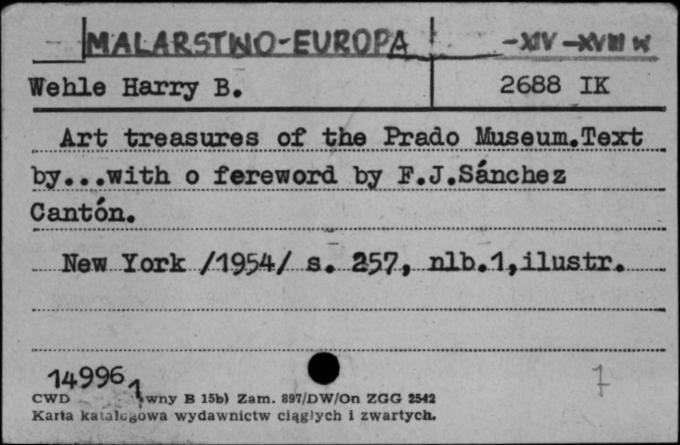 MALARSTWO-EUROPA -XIV-XVIII W
Wehle Harry B. 2688 IK
Art treasures of the Prado Museum.Text
by...with o fereword by F.J.Sánchez
Cantón.
New York /1954/ s. 257, nlb.1,ilustr.
14996 7
CWD wny B 15b) Zam. 897/DW/On ZGG 2542
Karta katalogowa wydawnictw ciągłych i zwartych.